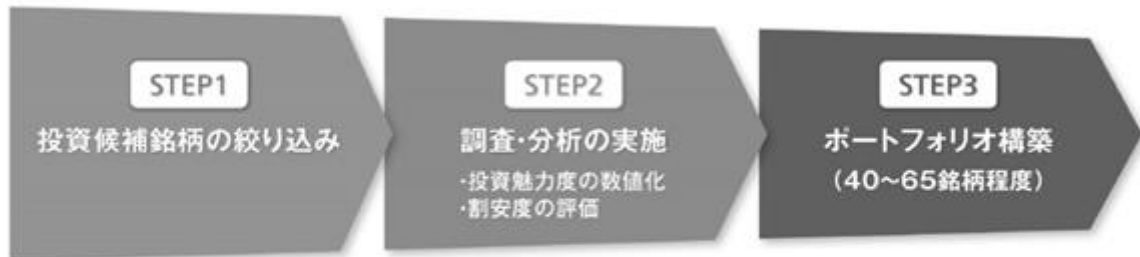 STEP1
投資候補銘柄の絞り込み
STEP2
調査・分析の実施
・投資魅力度の数値化
・割安度の評価
STEP3
ポートフォリオ構築
(40～65銘柄程度)